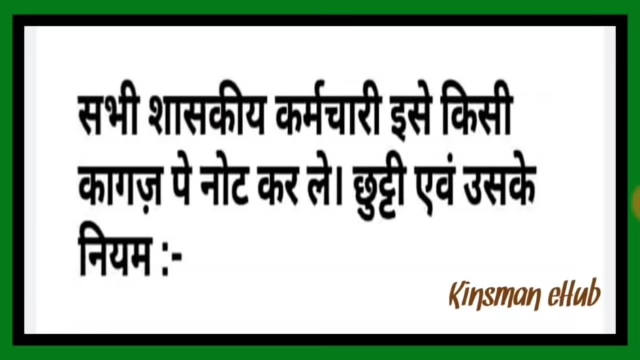 सभी शासकीय कर्मचारी इसे किसी
कागज़ पे नोट कर ले। छुट्टी एवं उसके
नियम :-
Kinsman eHub